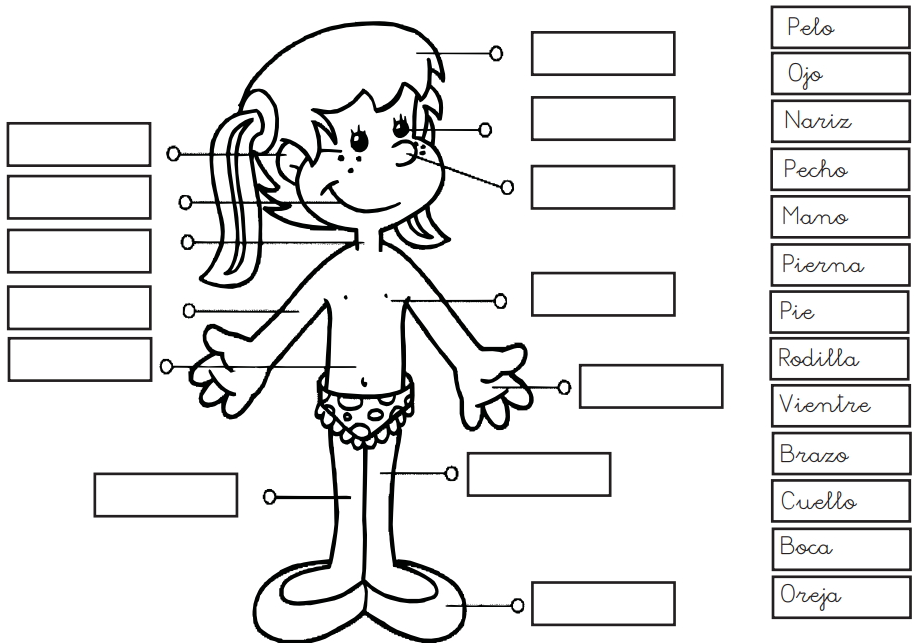 Pelo
Ojo
Nariz
Pecho
Mano
Pierna
Pie
Rodilla
Vientre
Brazo
Cuello
Boca
Oreja